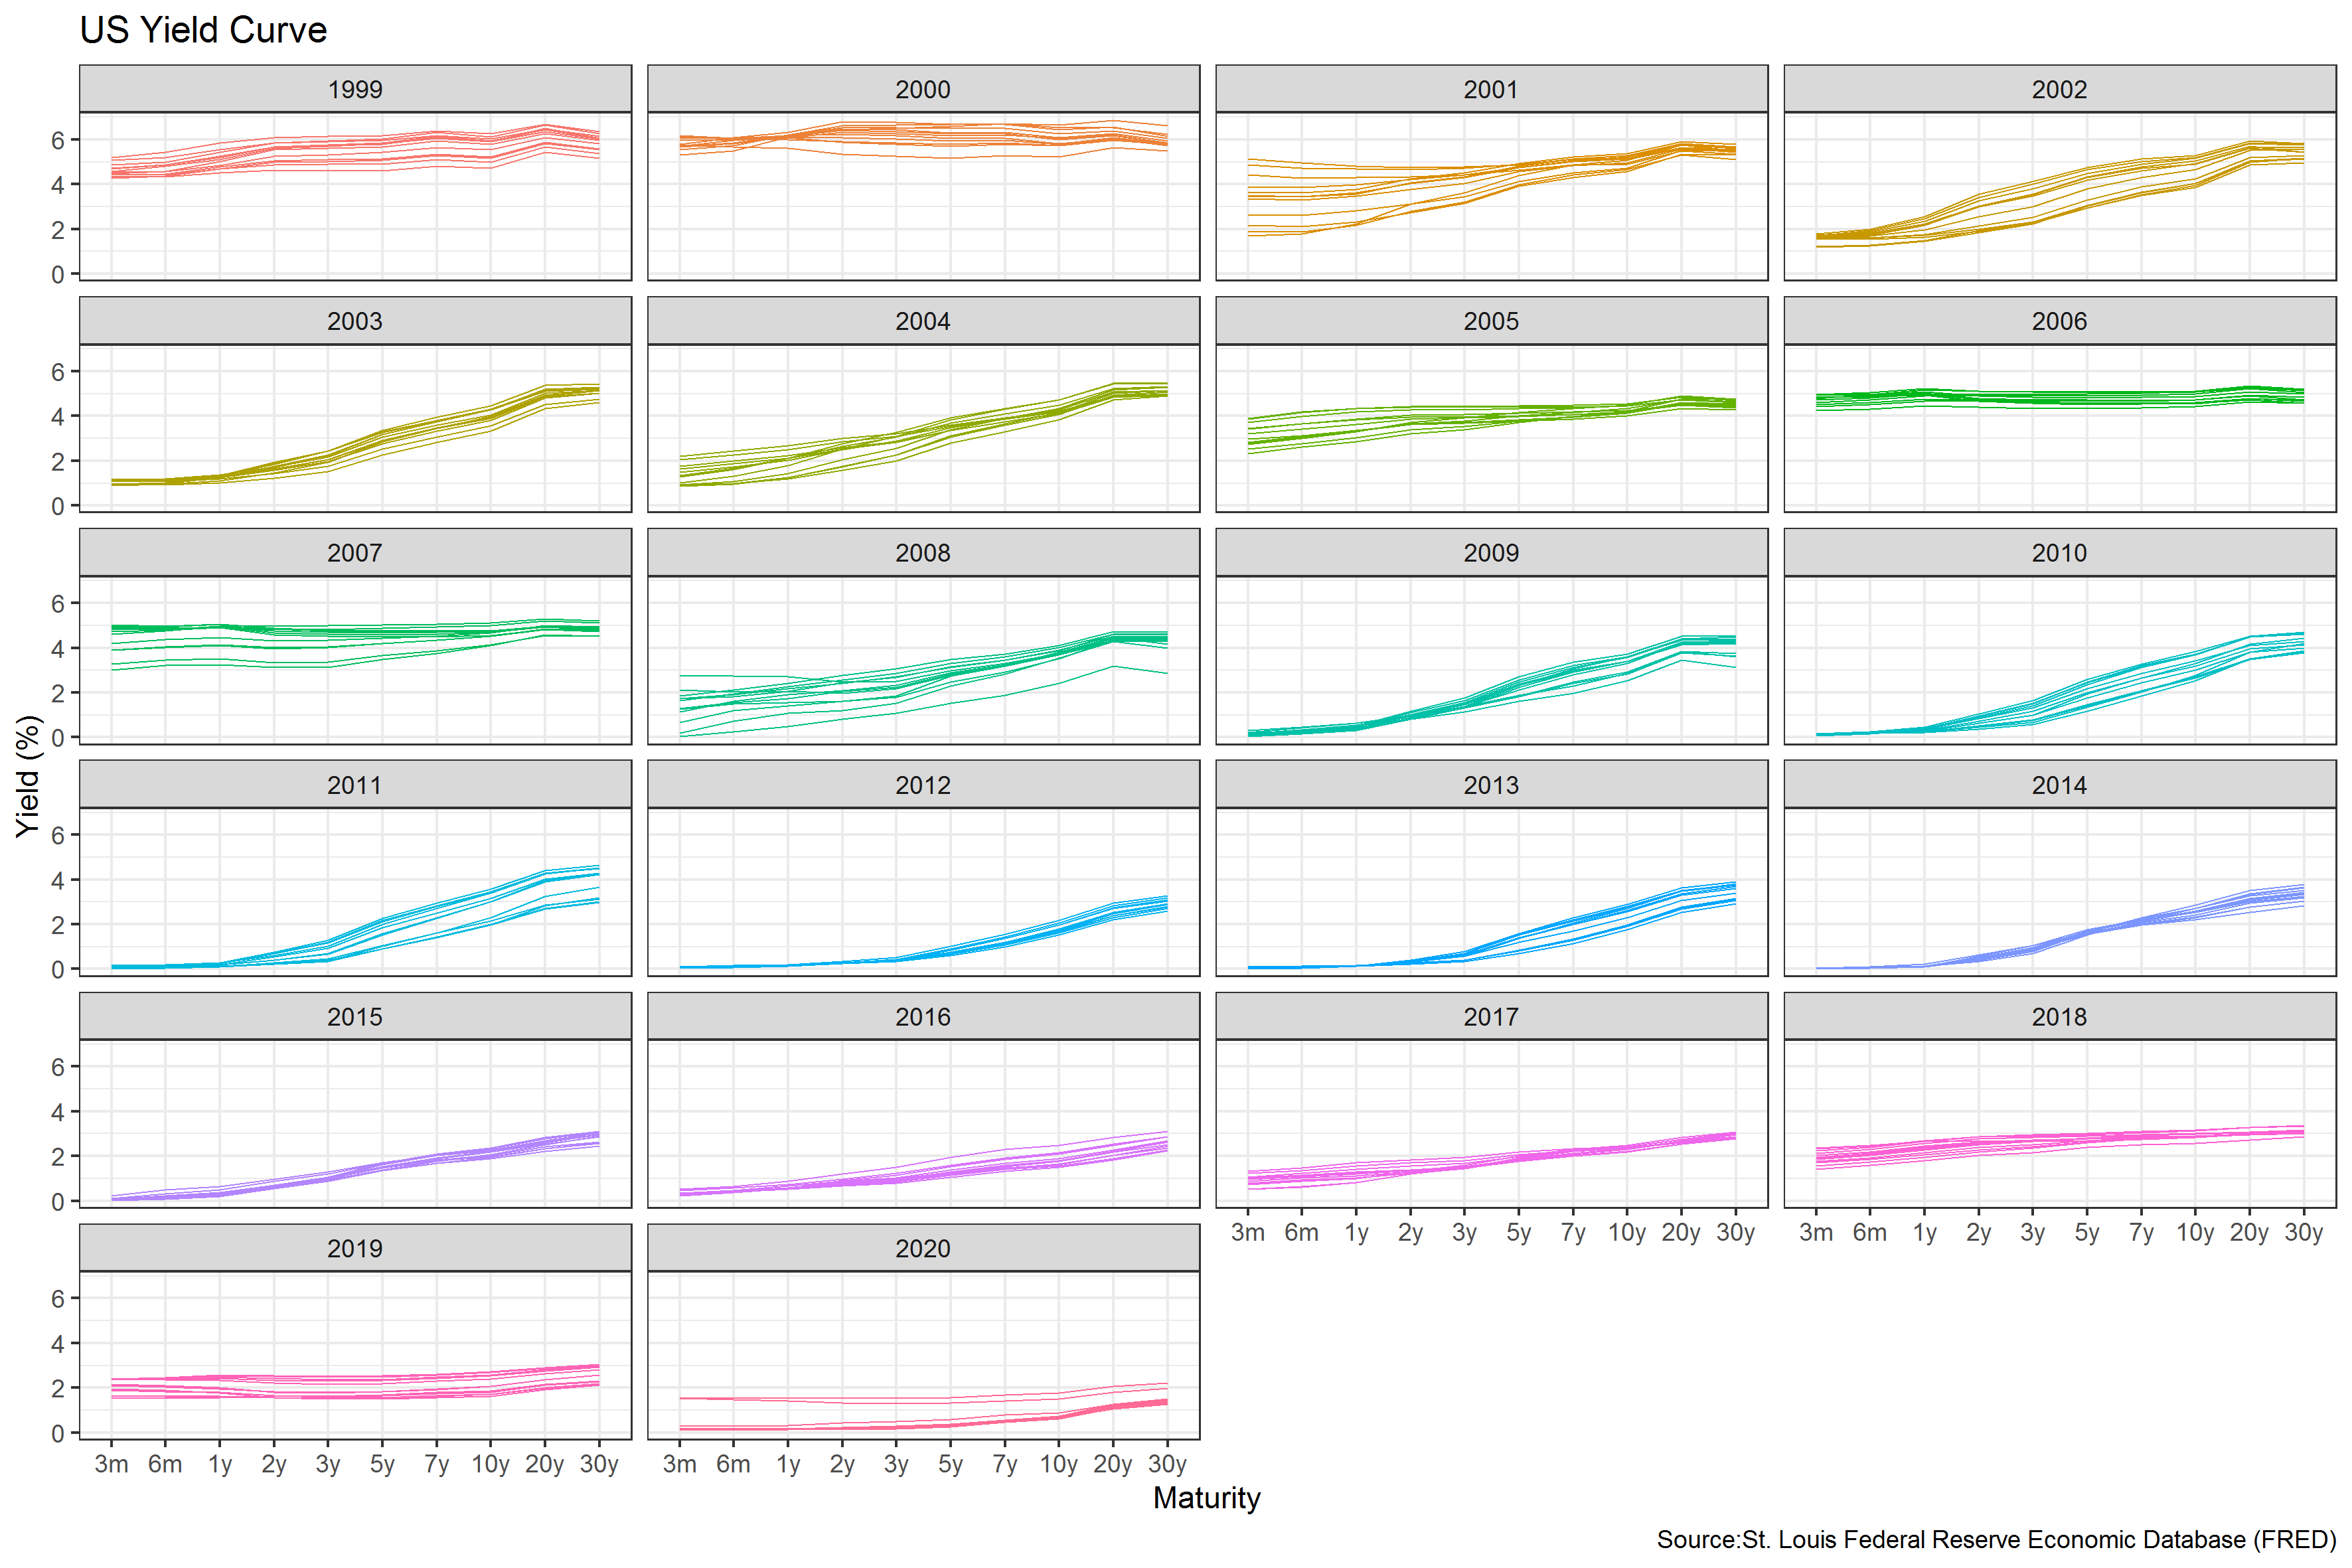 US Yield Curve
1999 2000 2001 2002
6
4
2
0
2003 2004 2005 2006
6
4
2
0
2007 2008 2009 2010
6
4
2
0
Yield (%)
2011 2012 2013 2014
6
4
2
0
2015 2016 2017 2018
6
4
2
0
3m 6m 1y 2y 3y 5y 7y 10y 20y 30y 3m 6m 1y 2y 3y 5y 7y 10y 20y 30y
2019 2020
6
4
2
0
3m 6m 1y 2y 3y 5y 7y 10y 20y 30y 3m 6m 1y 2y 3y 5y 7y 10y 20y 30y
Maturity
Source:St. Louis Federal Reserve Economic Database (FRED)